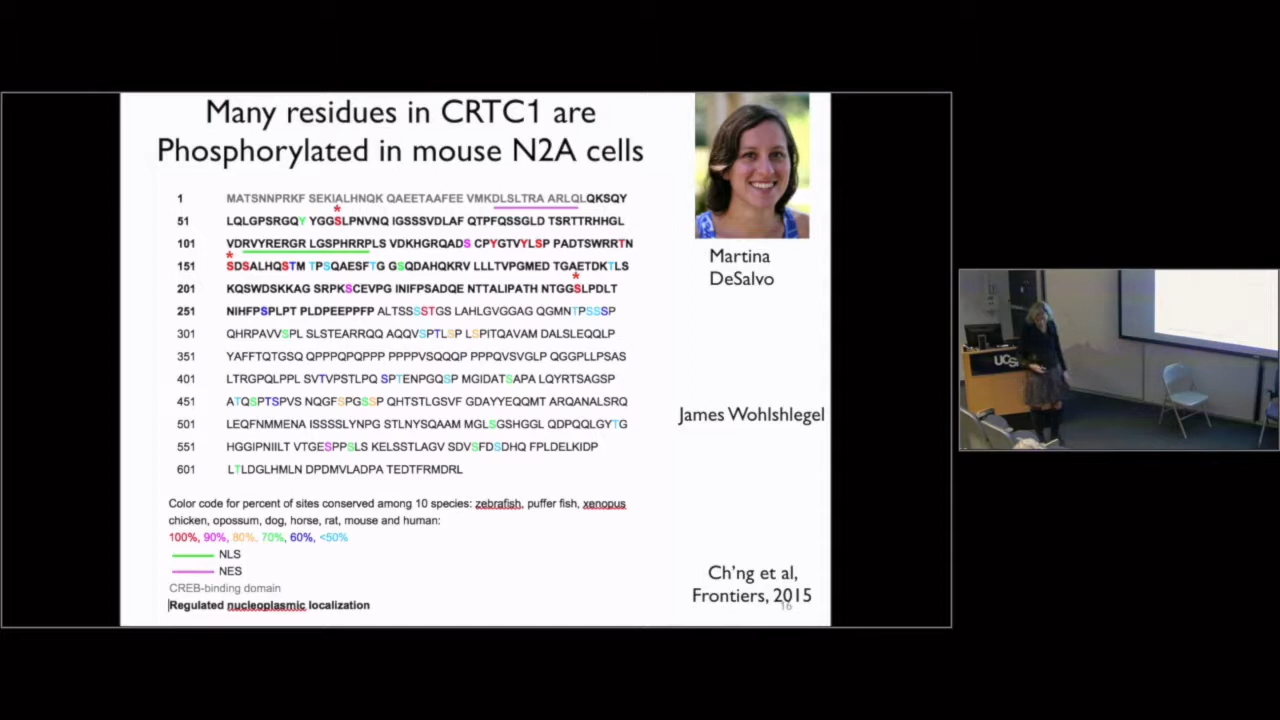 Many residues in CRTC1 are
Phosphorylated in mouse N2A cells
1 MATSNNPRKF SEKIALHNQK QAEETAAFEE VMKDLSLTRA ARLQLQKSQY
*
51 LQLGPSRGQY YGGSLPNVNQ IGSSSVDLAF QTPFQSSGLD TSRTTRHHGL
101 VDRVYRERGR LGSPHRRPLS VDKHGRQADS CPYGTVYLSP PADTSWRRTN
*
151 SDSALHQSTM TPSQAESFTG GSQDAHQKRV LLLTVPGMED TGAETDKTLS
*
201 KQSWDSKKAG SRPKSCEVPG INIFPSADQE NTTALIPATH NTGGSLPDLT
251 NIHFPSPLPT PLDPEEPPFP ALTSSSSTGS LAHLGVGGAG QGMNTPSSSP
301 QHRPAVVSPL SLSTEARRQQ AQQVSPTLSP LSPITQAVAM DALSLEQQLP
351 YAFFTQTGSQ QPPPQPQPPP PPPPVSQQQP PPPQVSVGLP QGGPLLPSAS
401 LTRGPQLPPL SVTVPSTLPQ SPTENPGQSP MGIDATSAPA LQYRTSAGSP
451 ATQSPTSPVS NQGFSPGSSP QHTSTLGSVF GDAYYEQQMT ARQANALSRQ
501 LEQFNMMENA ISSSSLYNPG STLNYSQAAM MGLSGSHGGL QDPQQLGYTG
551 HGGIPNIILT VTGESPPSLS KELSSTLAGV SDVSFDSDHQ FPLDELKIDP
601 LTLDGLHMLN DPDMVLADPA TEDTFRMDRL
Color code for percent of sites conserved among 10 species: zebrafish, puffer fish, xenopus
chicken, opossum, dog, horse, rat, mouse and human:
100%, 90%, 80%, 70%, 60%, <50%
NLS
NES
CREB-binding domain
Regulated nucleoplasmic localization
Martina
DeSalvo
James Wohlshlegel
Ch'ng et al,
Frontiers, 2015
16
UCS